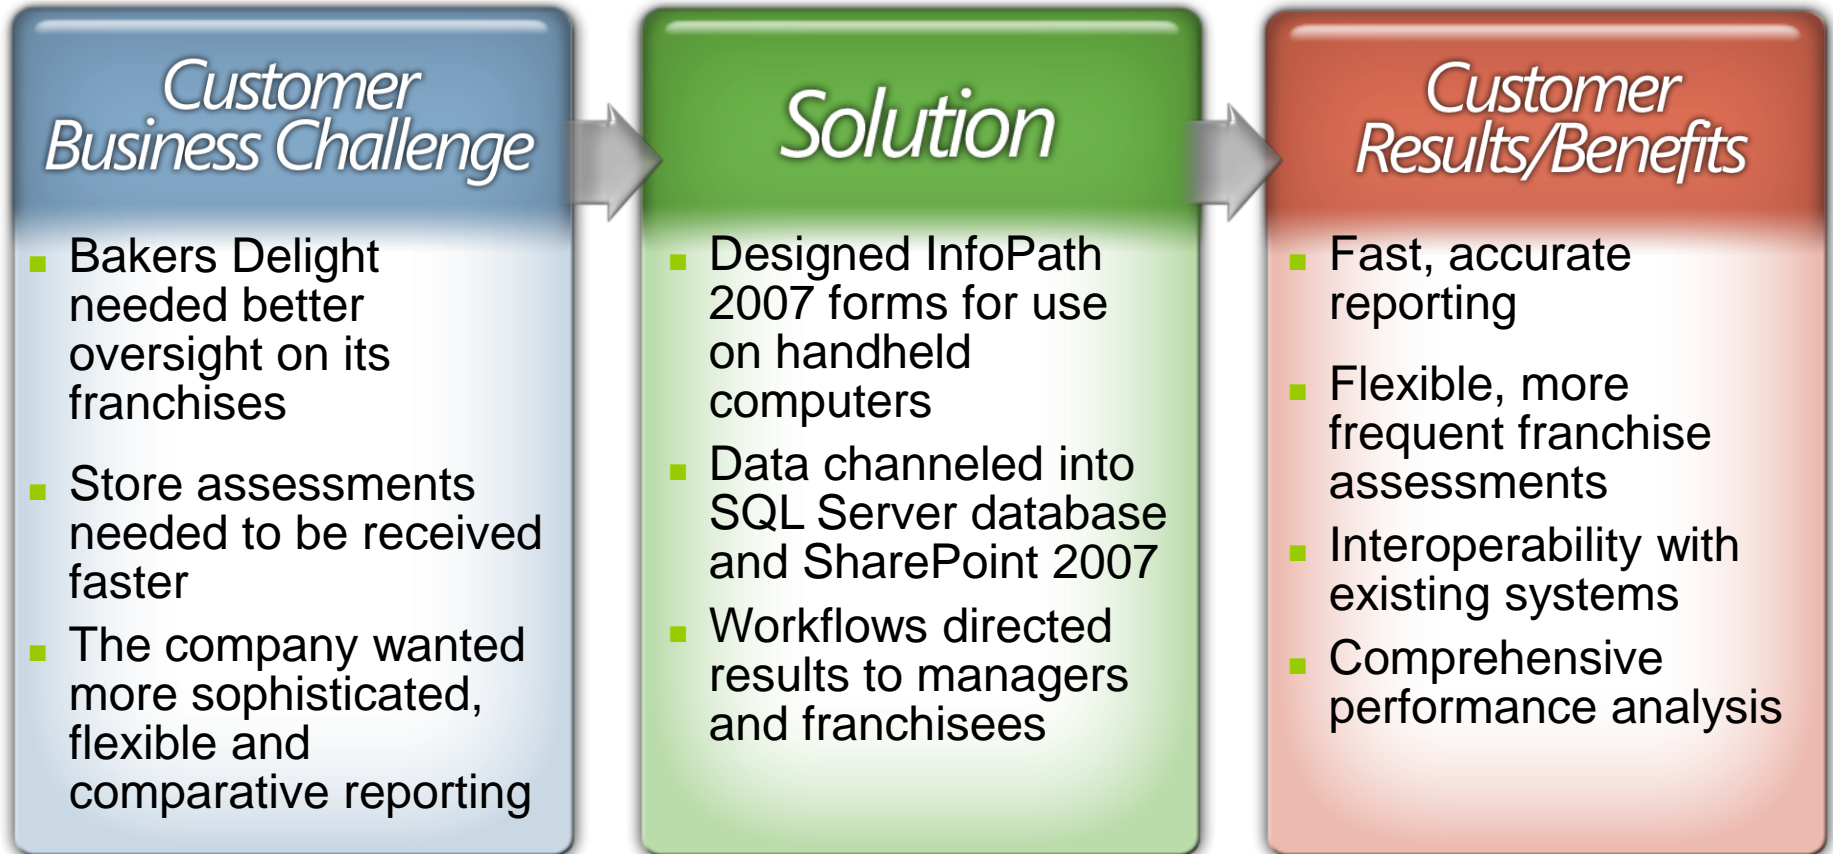 Customer
Business Challenge
Bakers Delight
needed better
oversight on its
franchises
Store assessments
needed to be received
faster
The company wanted
more sophisticated,
flexible and
comparative reporting
Solution
Designed InfoPath
2007 forms for use
on handheld
computers
Data channeled into
SQL Server database
and SharePoint 2007
Workflows directed
results to managers
and franchisees
Customer
Results/Benefits
Fast, accurate
reporting
Flexible, more
frequent franchise
assessments
Interoperability with
existing systems
Comprehensive
performance analysis